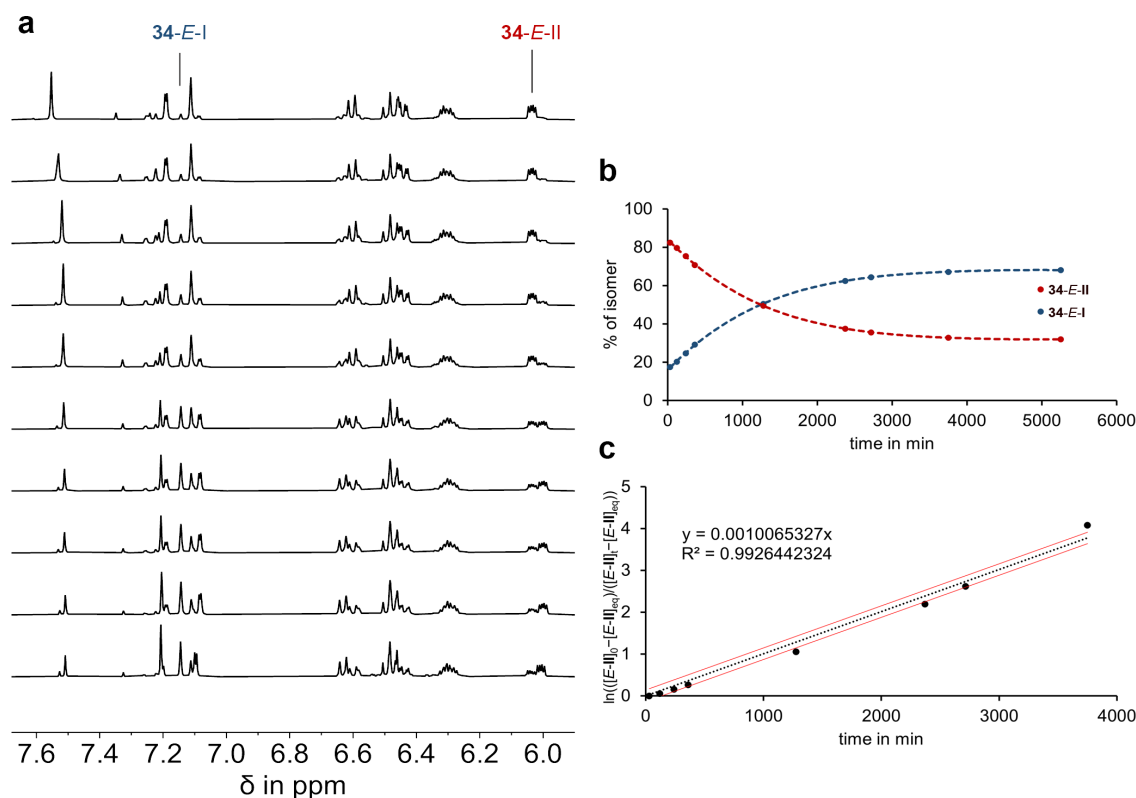 a
34-E-I
34-E-II
7.6 7.4 7.2 7.0 6.8 6.6 6.4 6.2 6.0
δ in ppm
b
% of isomer
100
80
60
40
20
0
34-E-II
34-E-I
0 1000 2000 3000 4000 5000 6000
time in min
c
ln(([E-II]0−[E-II]eq)/([E-II]t−[E-II]eq))
5
4
3
2
1
0
y = 0.0010065327x
R² = 0.9926442324
0 1000 2000 3000 4000
time in min